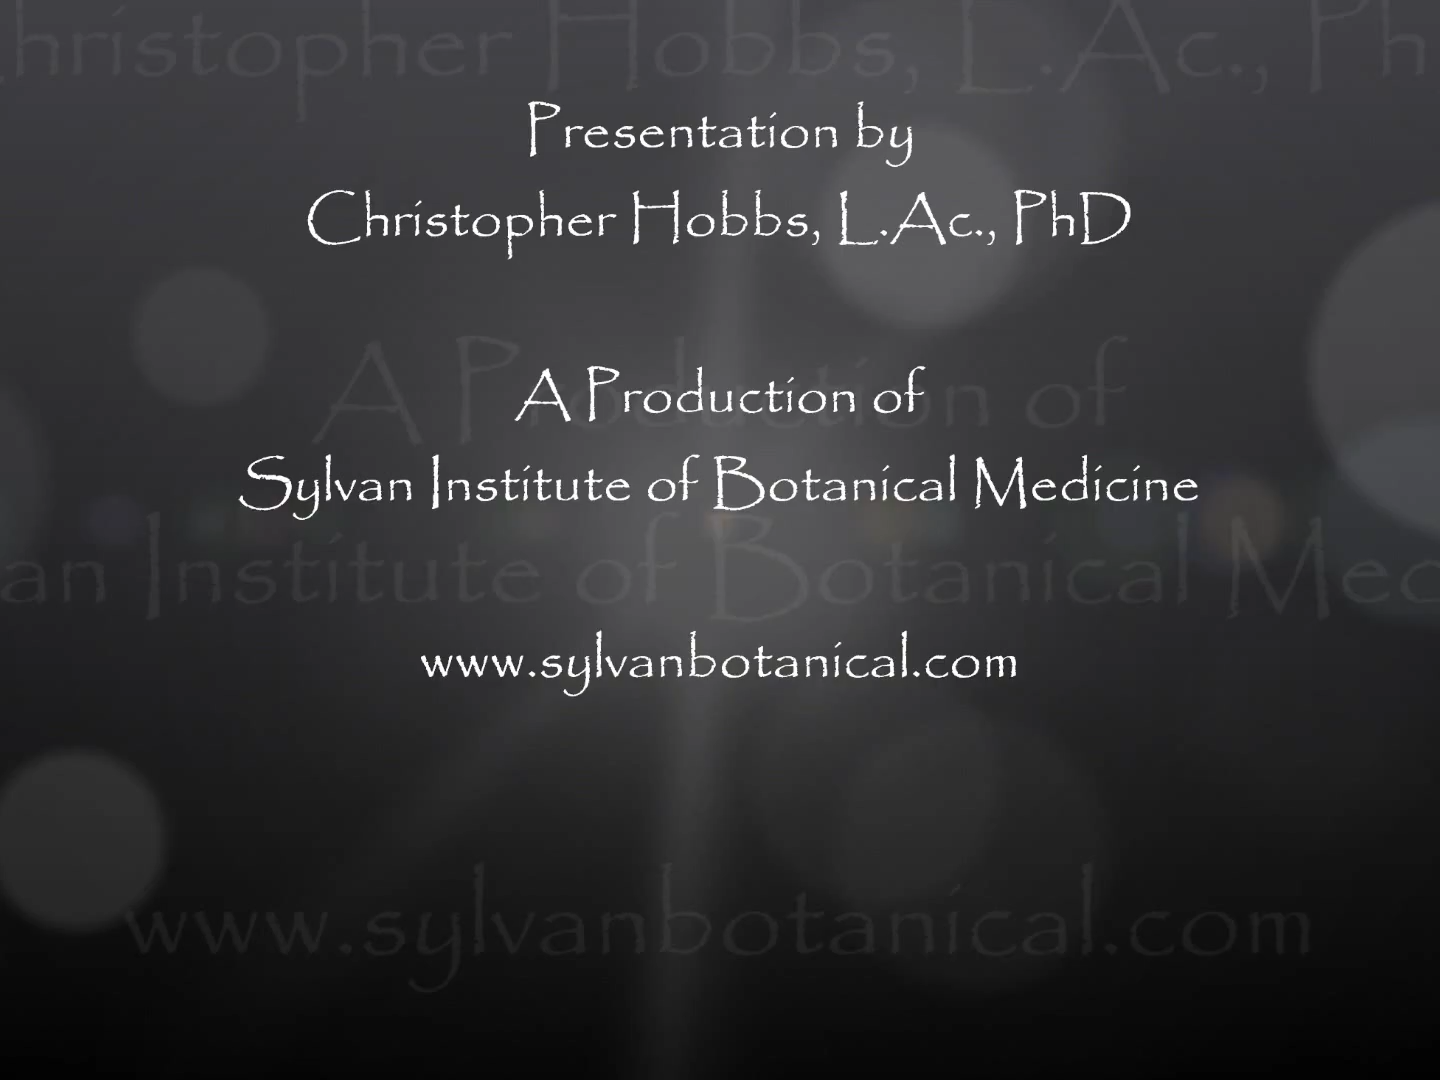 Presentation by
Christopher Hobbs, L.Ac., PhD
A Production of
Sylvan Institute of Botanical Medicine
www.sylvanbotanical.com